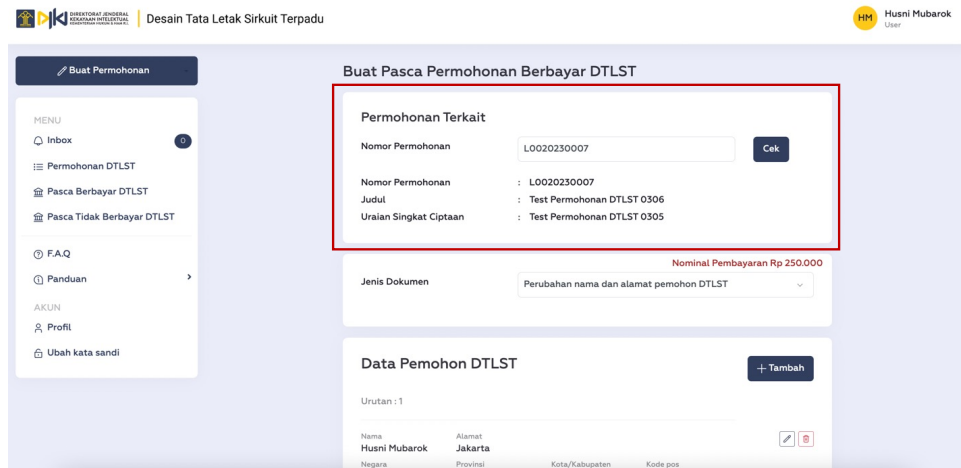 DIREKTORAT JENDERAL
KEKAYAAN INTELEKTUAL
Desain Tata Letak Sirkuit Terpadu
HM
Husni Mubarok
User
Buat Permohonan
MENU
Inbox
0
Permohonan DTLST
Pasca Berbayar DTLST
Pasca Tidak Berbayar DTLST
F.A.Q
Panduan
AKUN
Profil
Ubah kata sandi
Buat Pasca Permohonan Berbayar DTLST
Permohonan Terkait
Nomor Permohonan L0020230007 Cek
Nomor Permohonan : L0020230007
Judul : Test Permohonan DTLST 0306
Uraian Singkat Ciptaan : Test Permohonan DTLST 0305
Nominal Pembayaran Rp 250.000
Jenis Dokumen Perubahan nama dan alamat pemohon DTLST
Data Pemohon DTLST
+ Tambah
Urutan : 1
Nama Alamat
Husni Mubarok Jakarta
Negara Provinsi Kota/Kabupaten Kode pos